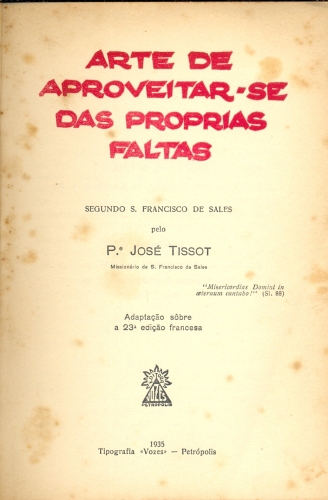 ARTE DE
APROVEITAR-SE
DAS PROPRIAS
FALTAS
SEGUNDO S. FRANCISCO DE SALES
pelo
P.e JOSÉ TISSOT
Missionário de S. Francisco de Sales
"Misericordias Domini in
æternum cantabo!" (Sl. 88)
Adaptação sôbre
a 23ª edição francesa
PETRÓPOLIS
1935
Tipografia «Vozes» — Petrópolis